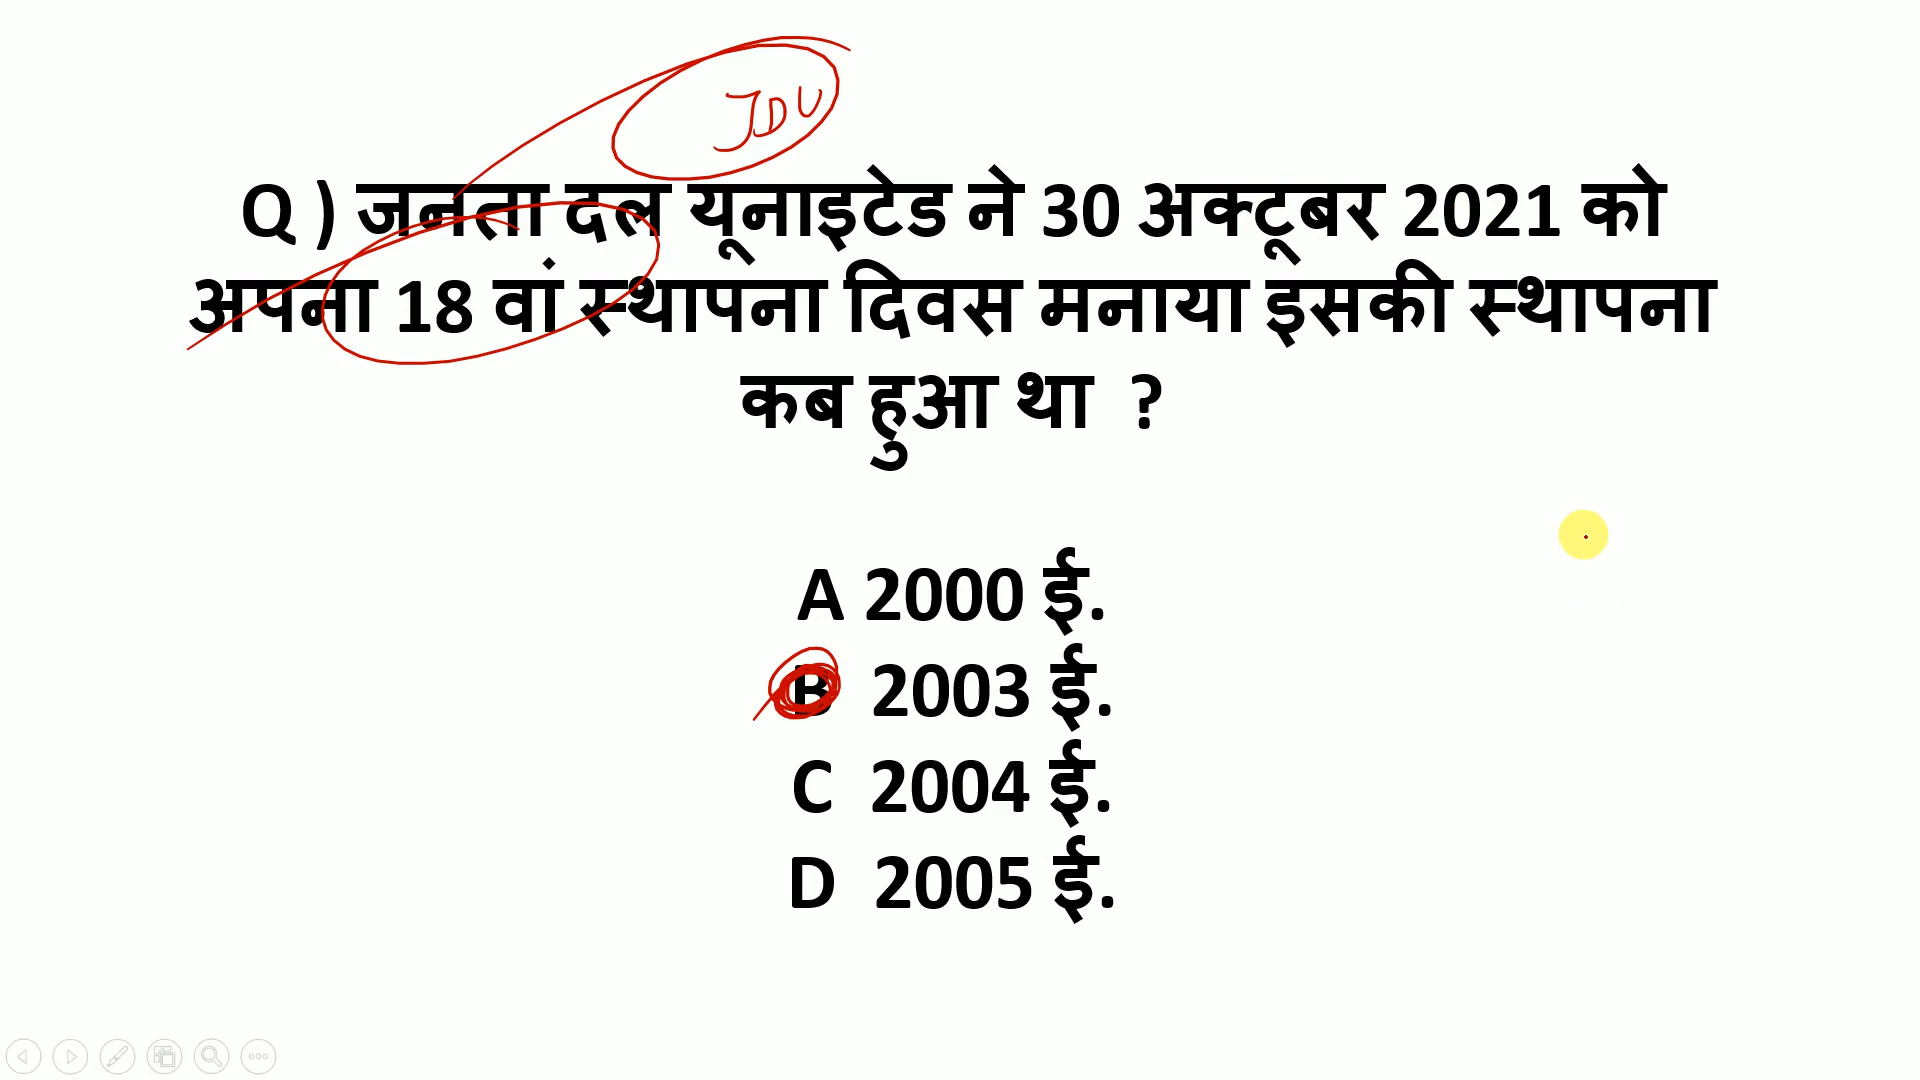 JDU
Q ) जनता दल यूनाइटेड ने 30 अक्टूबर 2021 को
अपना 18 वां स्थापना दिवस मनाया इसकी स्थापना
कब हुआ था ?
A 2000 ई.
B 2003 ई.
C 2004 ई.
D 2005 ई.